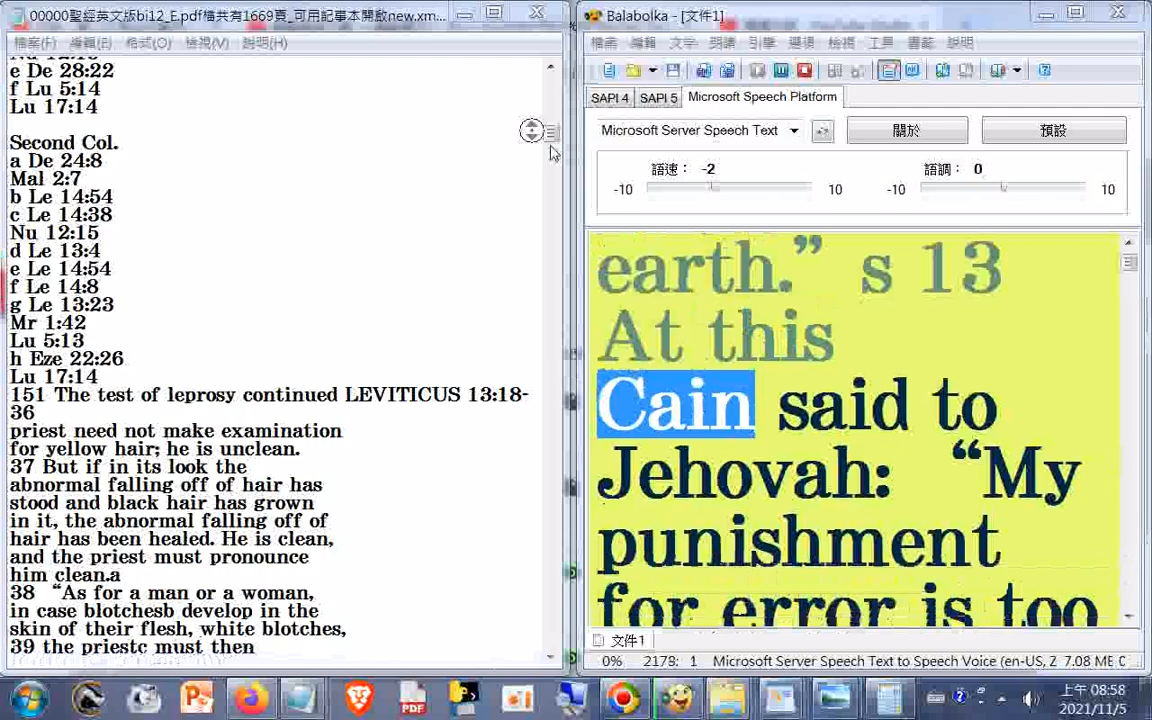 00000聖經英文版bi12_E.pdf檔共有1669頁_可用記事本開啟new.xm...
檔案(F) 編輯(E) 格式(O) 檢視(V) 說明(H)
e De 28:22
f Lu 5:14
Lu 17:14
Second Col.
a De 24:8
Mal 2:7
b Le 14:54
c Le 14:38
Nu 12:15
d Le 13:4
e Le 14:54
f Le 14:8
g Le 13:23
Mr 1:42
Lu 5:13
h Eze 22:26
Lu 17:14
151 The test of leprosy continued LEVITICUS 13:18-
36
priest need not make examination
for yellow hair; he is unclean.
37 But if in its look the
abnormal falling off of hair has
stood and black hair has grown
in it, the abnormal falling off of
hair has been healed. He is clean,
and the priest must pronounce
him clean.a
38 “As for a man or a woman,
in case blotchesb develop in the
skin of their flesh, white blotches,
39 the priestc must then
Balabolka - [文件1]
檔案 編輯 文字 朗讀 引擎 選項 檢視 工具 書籤 說明
SAPI 4 SAPI 5 Microsoft Speech Platform
Microsoft Server Speech Text 關於 預設
語速： -2 語調： 0
-10 10 -10 10
earth.” s 13
At this
Cain said to
Jehovah: “My
punishment
for error is too
文件1
0% 2178: 1 Microsoft Server Speech Text to Speech Voice (en-US, Z 7.08 ME
PDF
上午 08:58
2021/11/5